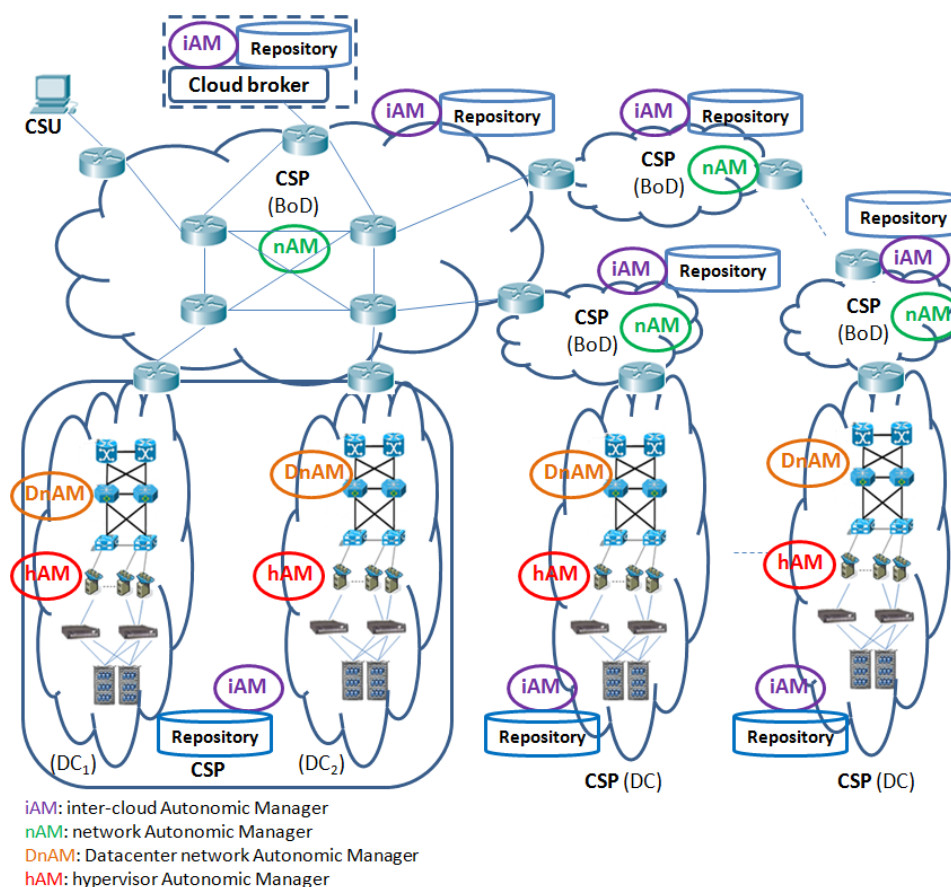 iAM
Repository
Cloud broker
CSU
iAM
Repository
iAM
Repository
CSP
(BoD)
nAM
CSP
(BoD)
nAM
Repository
iAM
CSP
(BoD)
nAM
iAM
Repository
CSP
(BoD)
nAM
DnAM
hAM
DnAM
hAM
DnAM
hAM
DnAM
hAM
iAM
Repository
(DC1)
CSP
(DC2)
iAM
Repository
CSP (DC)
iAM
Repository
CSP (DC)
iAM: inter-cloud Autonomic Manager
nAM: network Autonomic Manager
DnAM: Datacenter network Autonomic Manager
hAM: hypervisor Autonomic Manager